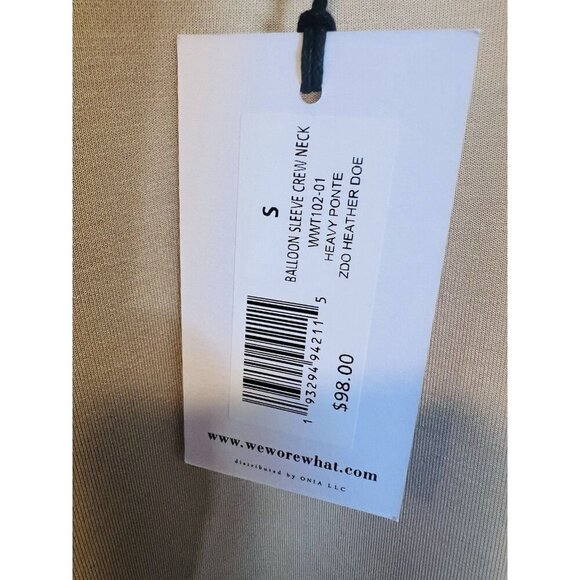 S
BALLOON SLEEVE CREW NECK
WWT102-01
HEAVY PONTE
ZDO HEATHER DOE
1 93294 94211 5
$98.00
www.weworewhat.com
distributed by ONIA LLC